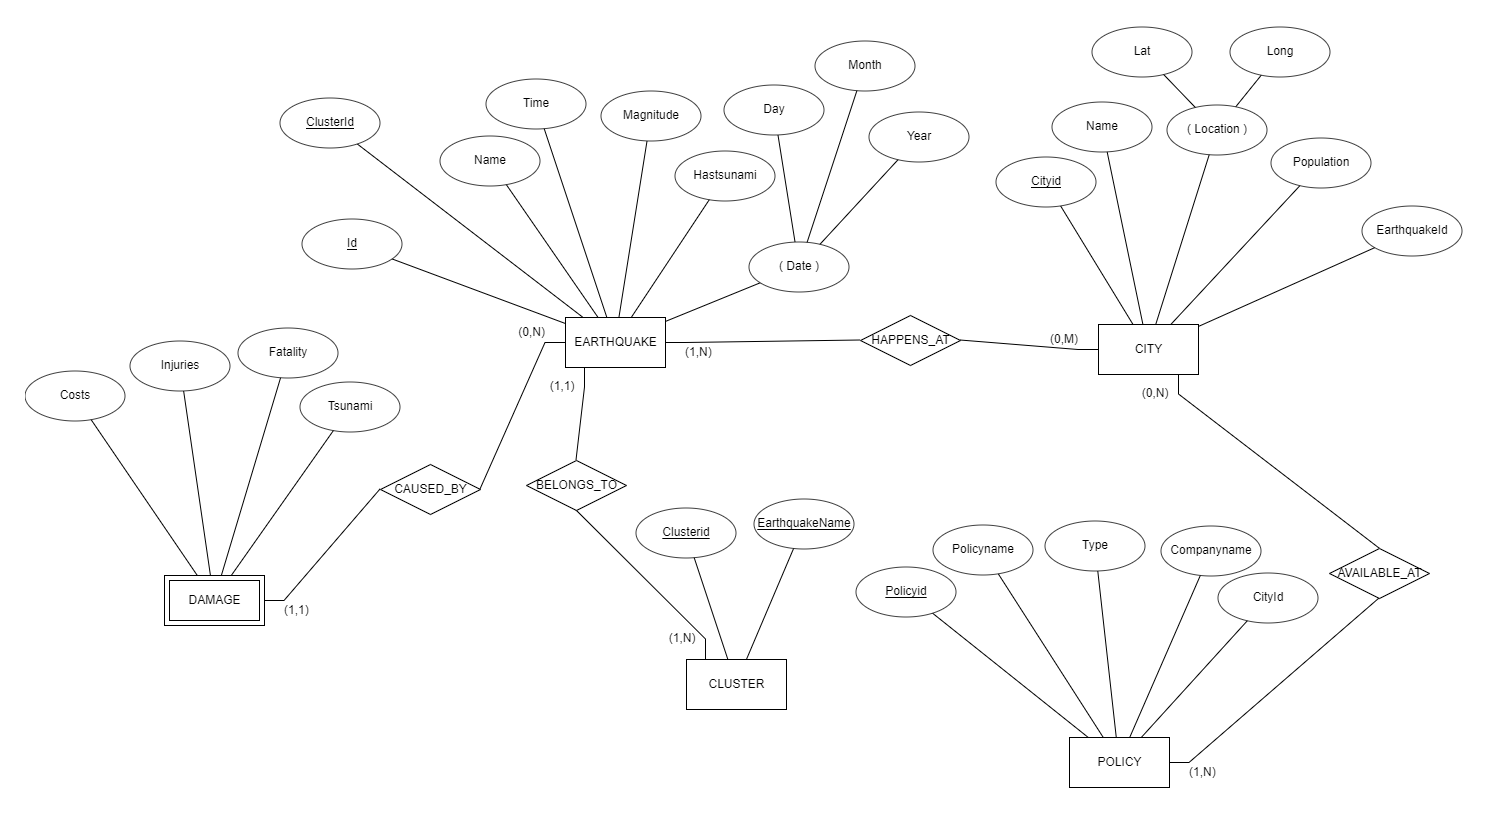 Lat
Long
Month
Time
Magnitude
Day
ClusterId
Name
( Location )
Name
Year
Population
Hastsunami
Cityid
Id
EarthquakeId
( Date )
(0,N)
EARTHQUAKE
(1,N)
HAPPENS_AT
(0,M)
CITY
(1,1)
(0,N)
Costs
Injuries
Fatality
Tsunami
CAUSED_BY
BELONGS_TO
Clusterid
EarthquakeName
Policyname
Type
Companyname
AVAILABLE_AT
Policyid
CityId
DAMAGE
(1,1)
(1,N)
CLUSTER
POLICY
(1,N)